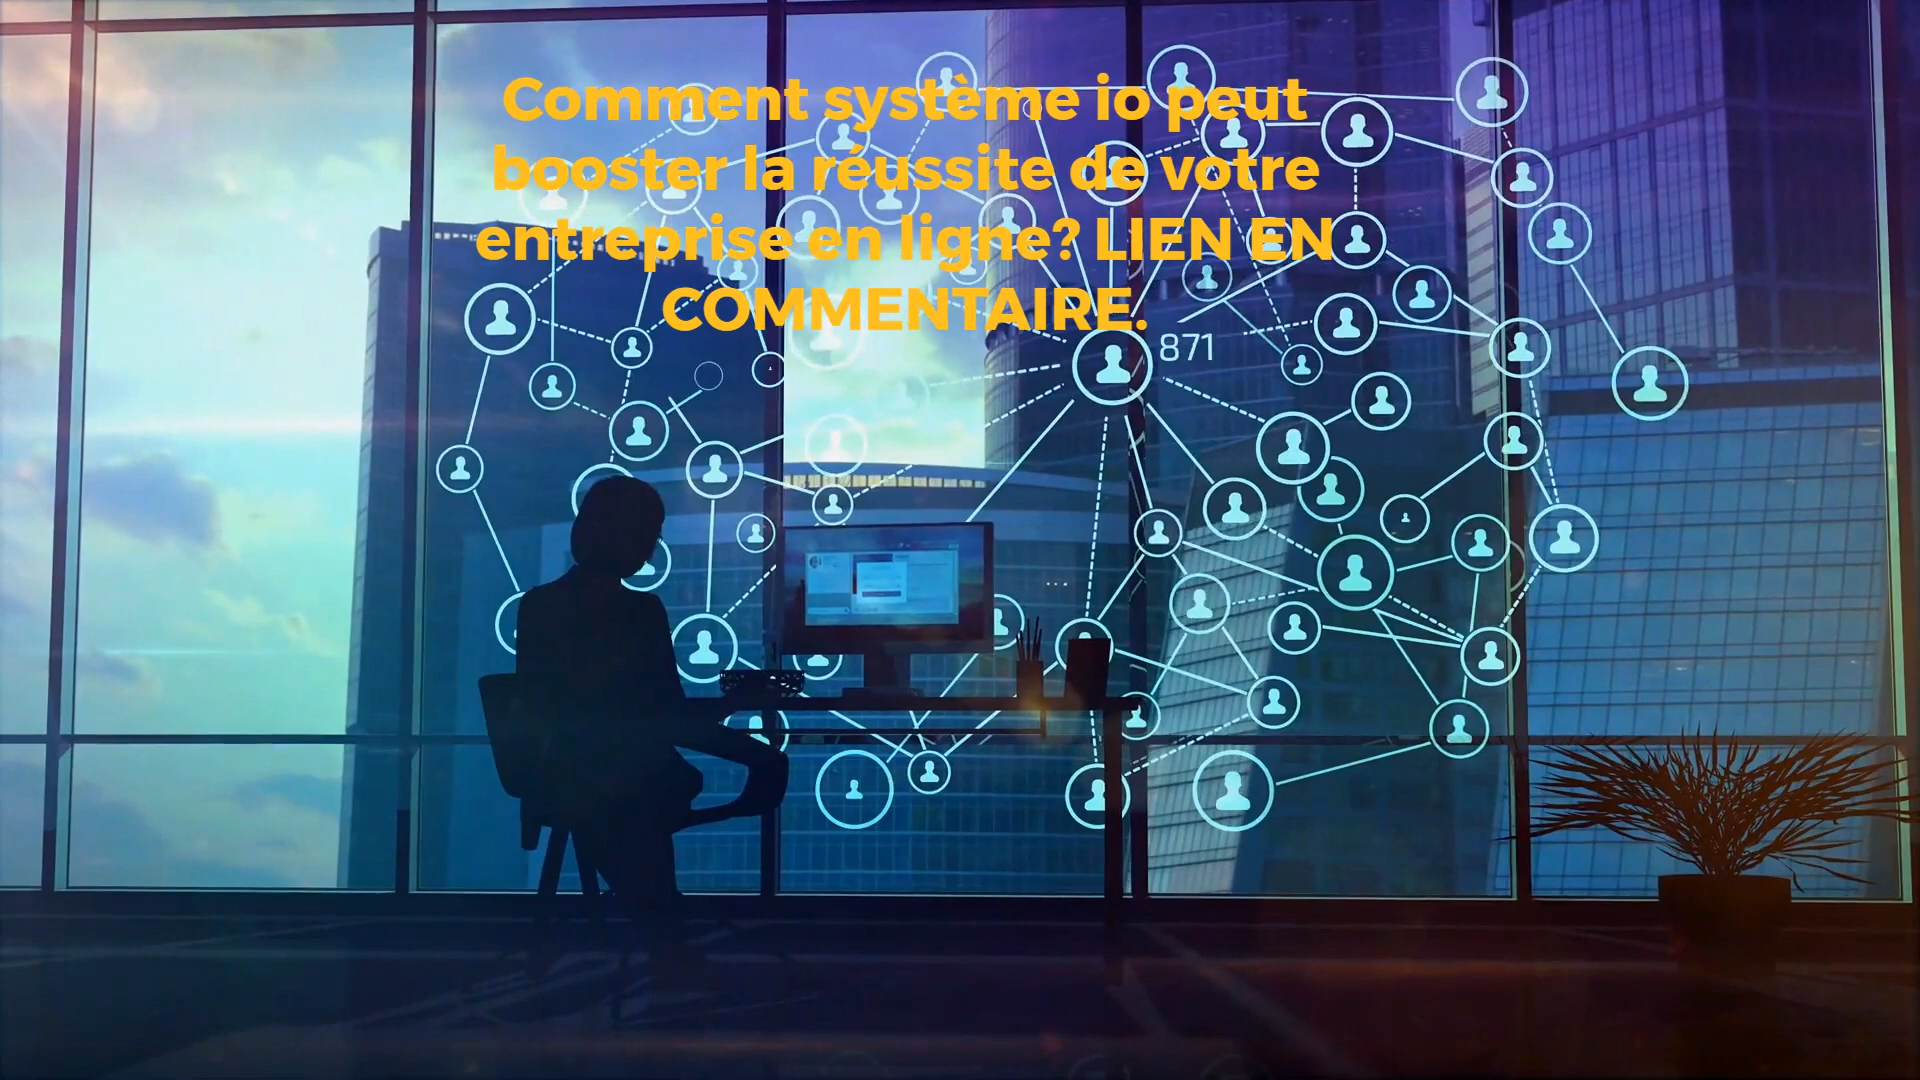 Comment système io peut
booster la réussite de votre
entreprise en ligne? LIEN EN
COMMENTAIRE.
871